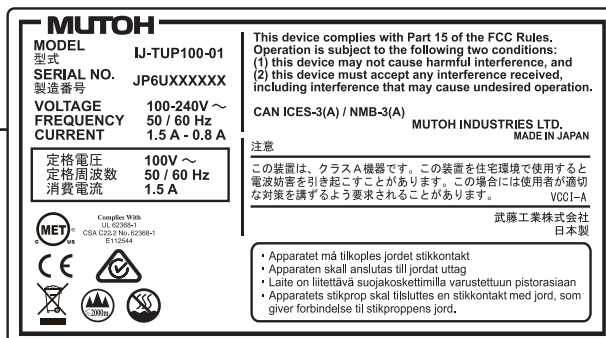 MUTOH
MODEL IJ-TUP100-01
型式
SERIAL NO. JP6UXXXXXX
製造番号
VOLTAGE 100-240V ～
FREQUENCY 50 / 60 Hz
CURRENT 1.5 A - 0.8 A
定格電圧 100V ～
定格周波数 50 / 60 Hz
消費電流 1.5 A
MET
C US
Complies With
UL 62368-1
CSA C22.2 No. 62368-1
E112544
CE
≤2000m
This device complies with Part 15 of the FCC Rules.
Operation is subject to the following two conditions:
(1) this device may not cause harmful interference, and
(2) this device must accept any interference received,
including interference that may cause undesired operation.
CAN ICES-3(A) / NMB-3(A)
MUTOH INDUSTRIES LTD.
MADE IN JAPAN
注意
この装置は、クラスA機器です。この装置を住宅環境で使用すると
電波妨害を引き起こすことがあります。この場合には使用者が適切
な対策を講ずるよう要求されることがあります。 VCCI-A
武藤工業株式会社
日本製
・Apparatet må tilkoples jordet stikkontakt
・Apparaten skall anslutas till jordat uttag
・Laite on liitettävä suojakoskettimilla varustettuun pistorasiaan
・Apparatets stikprop skal tilsluttes en stikkontakt med jord, som
giver forbindelse til stikproppens jord.